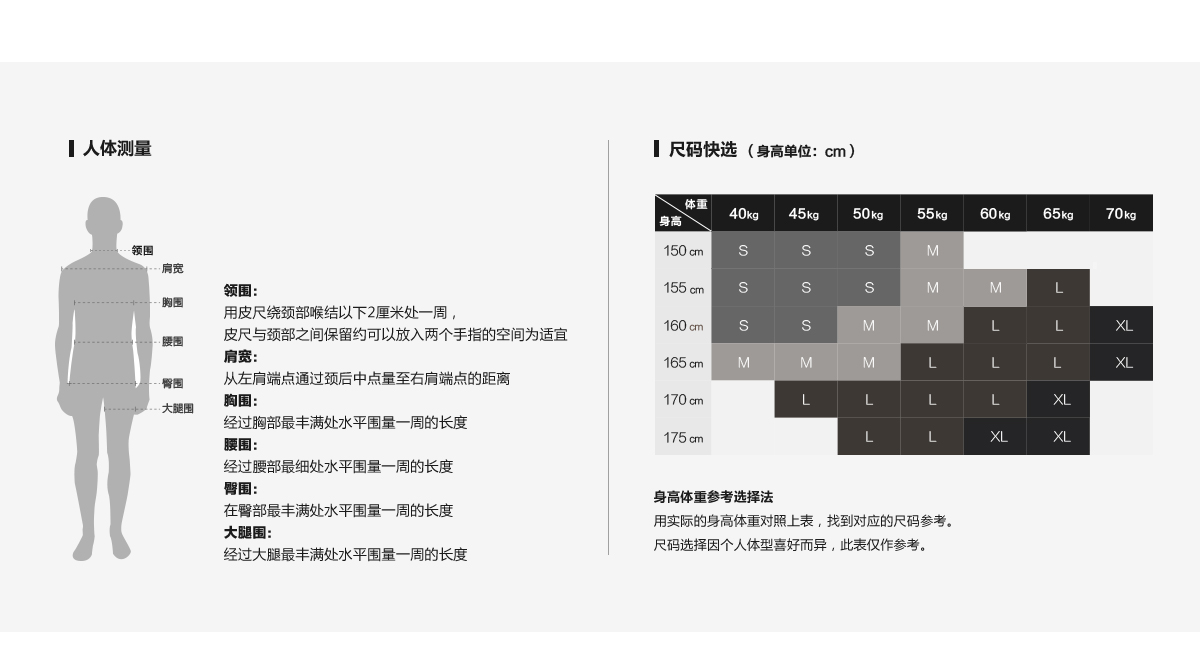 人体测量
领围
肩宽
胸围
腰围
臀围
大腿围
领围：
用皮尺绕颈部喉结以下2厘米处一周，
皮尺与颈部之间保留约可以放入两个手指的空间为适宜
肩宽：
从左肩端点通过颈后中点量至右肩端点的距离
胸围：
经过胸部最丰满处水平围量一周的长度
腰围：
经过腰部最细处水平围量一周的长度
臀围：
在臀部最丰满处水平围量一周的长度
大腿围：
经过大腿最丰满处水平围量一周的长度
尺码快选 （ 身高单位：cm ）
体重
身高
40kg 45kg 50kg 55kg 60kg 65kg 70kg
150 cm S S S M
155 cm S S S M M L
160 cm S S M M L L XL
165 cm M M M L L L XL
170 cm L L L L XL
175 cm L L XL XL
身高体重参考选择法
用实际的身高体重对照上表，找到对应的尺码参考。
尺码选择因个人体型喜好而异，此表仅作参考。